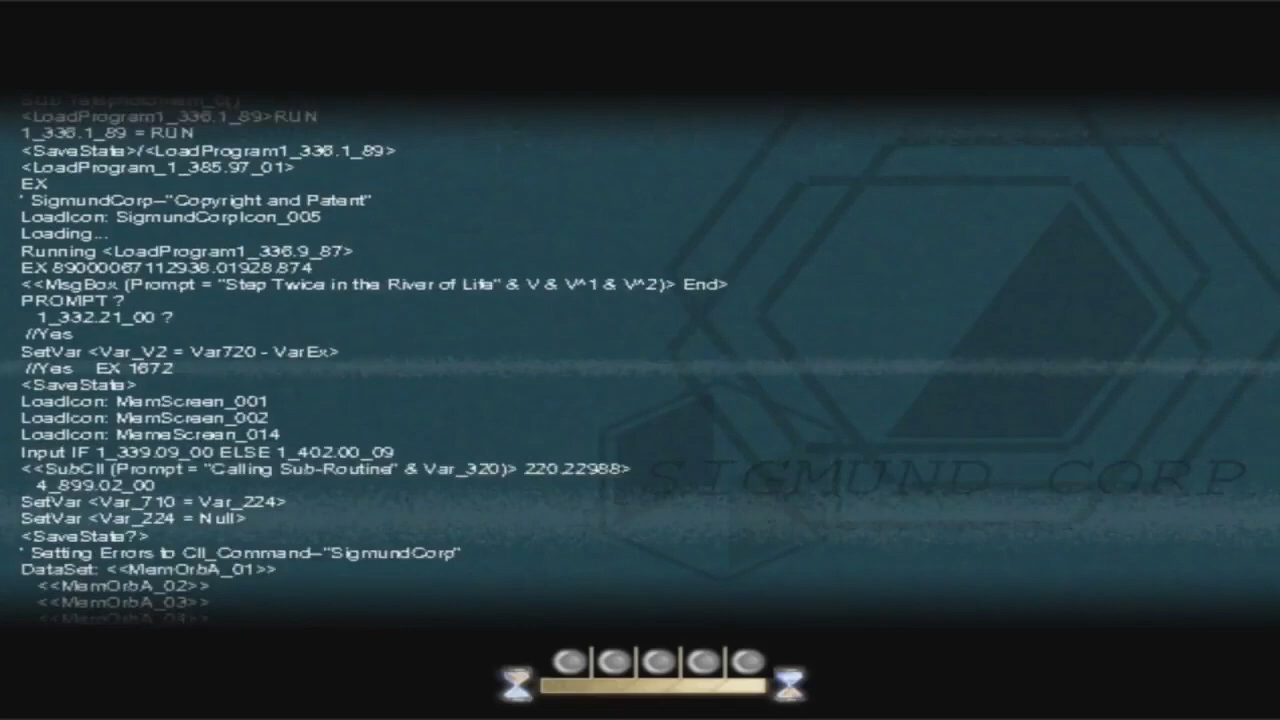 <LoadProgram1_336.1_89>RUN
1_336.1_89 = RUN
<SaveState>/<LoadProgram1_336.1_89>
<LoadProgram_1_385.97_01>
EX
' SigmundCorp--"Copyright and Patent"
LoadIcon: SigmundCorpIcon_005
Loading...
Running <LoadProgram1_336.9_87>
EX 89000067112938.01928.874
<<MsgBox (Prompt = "Step Twice in the River of Life" & V & V^1 & V^2)> End>
PROMPT ?
1_332.21_00 ?
//Yes
SetVar <Var_V2 = Var720 - VarEx>
//Yes EX 1672
<SaveState>
LoadIcon: MemScreen_001
LoadIcon: MemScreen_002
LoadIcon: MemeScreen_014
Input IF 1_339.09_00 ELSE 1_402.00_09
<<SubCll (Prompt = "Calling Sub-Routine" & Var_320)> 220.22988>
4_899.02_00
SetVar <Var_710 = Var_224>
SetVar <Var_224 = Null>
<SaveState?>
' Setting Errors to Cll_Command--"SigmundCorp"
DataSet: <<MemOrbA_01>>
<<MemOrbA_02>>
<<MemOrbA_03>>
<<MemOrbA_04>>
SIGMUND CORP